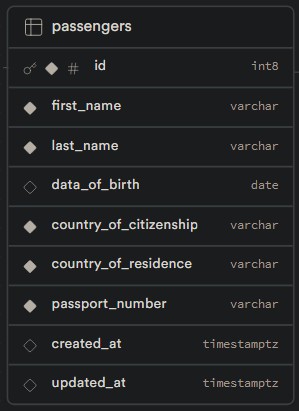 passengers
# id int8
first_name varchar
last_name varchar
data_of_birth date
country_of_citizenship varchar
country_of_residence varchar
passport_number varchar
created_at timestamptz
updated_at timestamptz